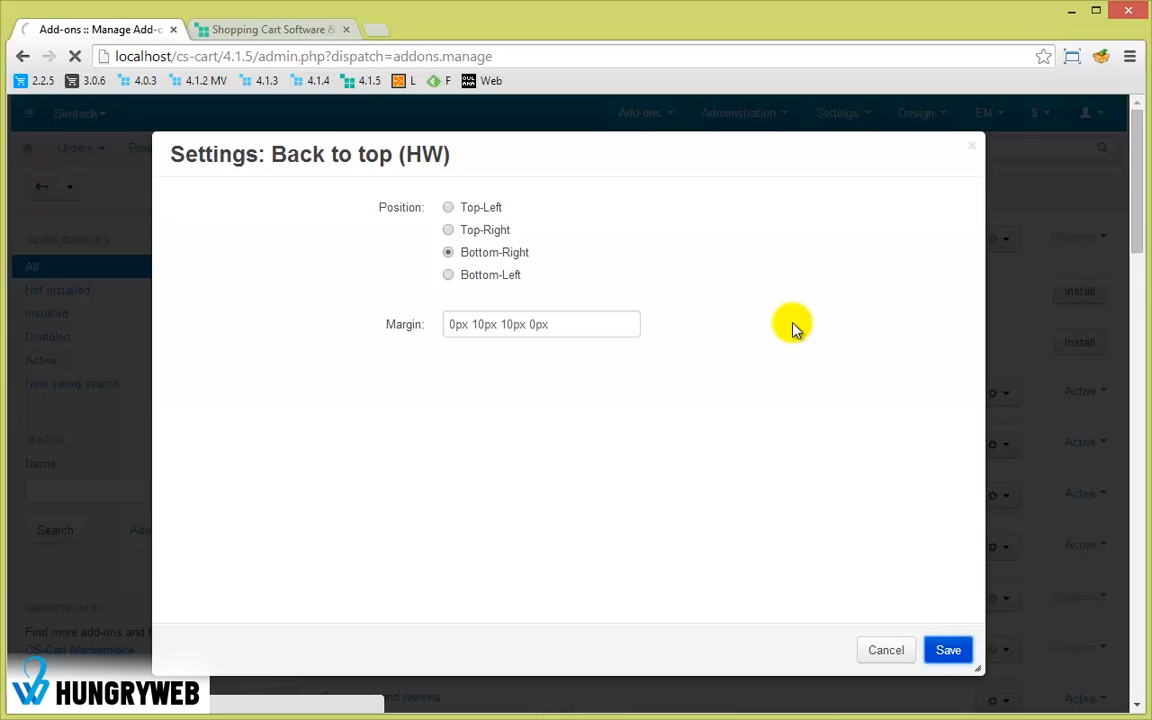 Add-ons :: Manage Add-o
Shopping Cart Software &
localhost/cs-cart/4.1.5/admin.php?dispatch=addons.manage
2.2.5 3.0.6 4.0.3 4.1.2 MV 4.1.3 4.1.4 4.1.5 L F Web
Simtech Add-ons Administration Settings Design EN $
Orders
Settings: Back to top (HW)
Position:
Top-Left
Top-Right
Bottom-Right
Bottom-Left
Margin:
0px 10px 10px 0px
SAVED SEARCHES
All
Not installed
Installed
Disabled
Active
New saved search
SEARCH
Name
Search
MARKETPLACE
Find more add-ons and t
CS-Cart Marketplace
Install
Install
Active
Active
Active
Active
Active
Cancel
Save
and reviews
HUNGRYWEB